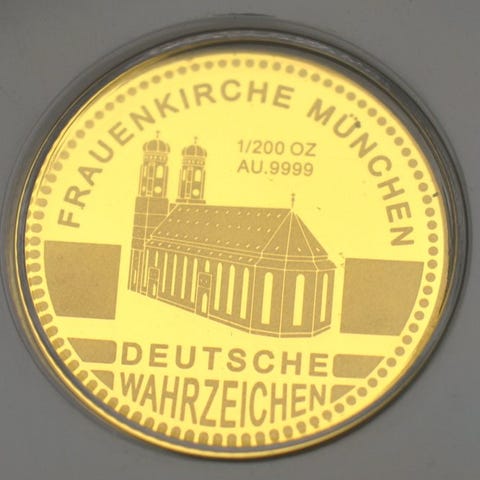 FRAUENKIRCHE MÜNCHEN
1/200 OZ
AU.9999
DEUTSCHE
WAHRZEICHEN